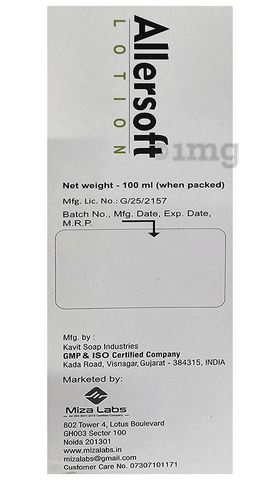 Allersoft
LOTION
1mg
Net weight - 100 ml (when packed)
Mfg. Lic. No.: G/25/2157
Batch No., Mfg. Date, Exp. Date,
M.R.P.
Mfg. by :
Kavit Soap Industries
GMP & ISO Certified Company
Kada Road, Visnagar, Gujarat - 384315, INDIA
Marketed by:
Miza Labs
802 Tower 4, Lotus Boulevard
GH003 Sector 100
Noida 201301
www.mizalabs.in
mizalabs@gmail.com
Customer Care No. 07307101171